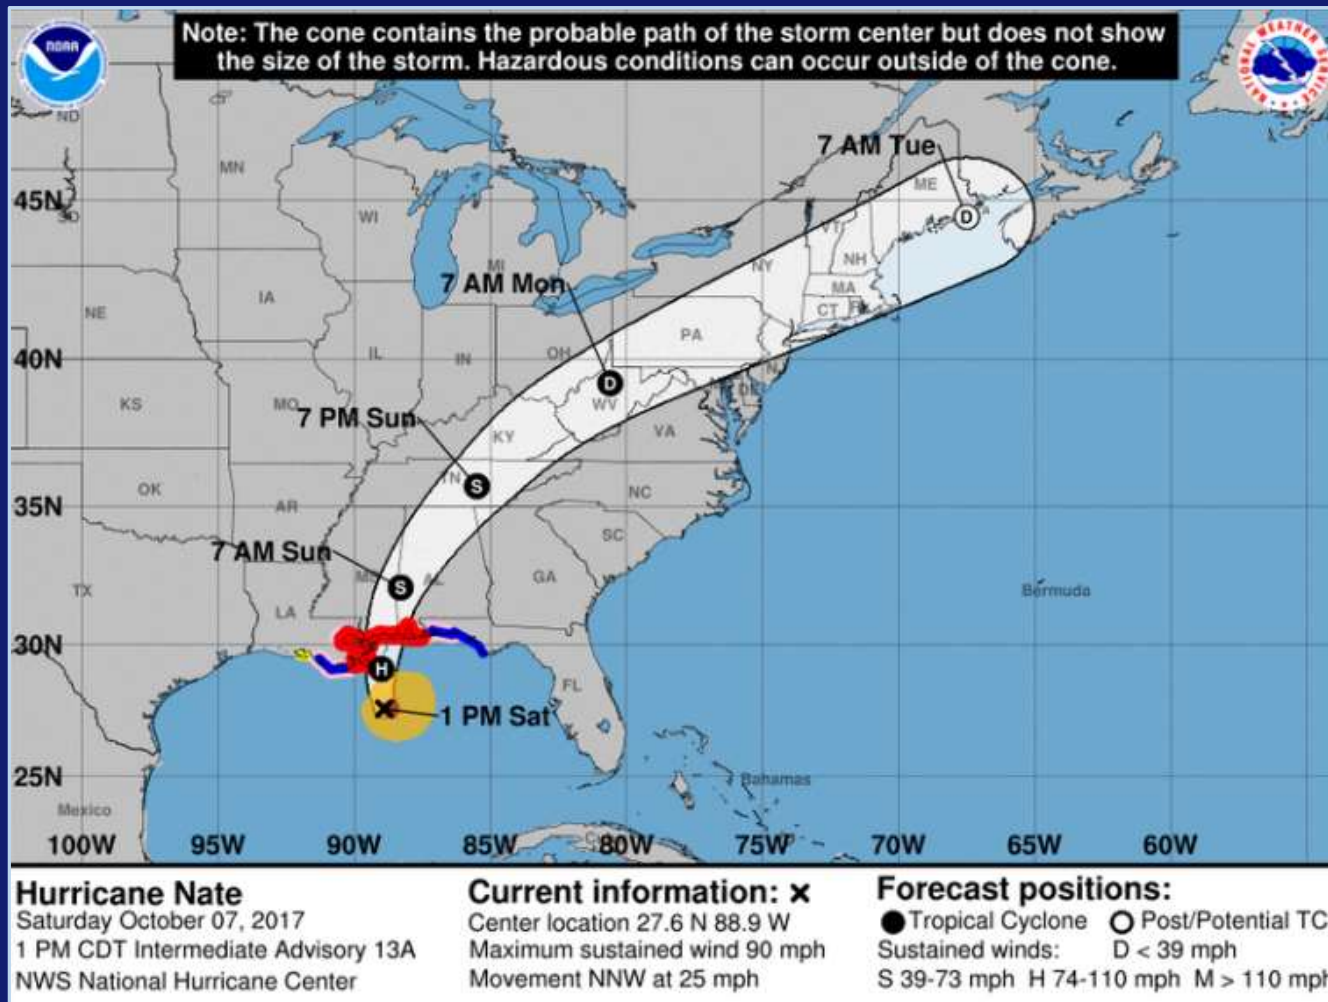 Note: The cone contains the probable path of the storm center but does not show
the size of the storm. Hazardous conditions can occur outside of the cone.
NOAA
NATIONAL WEATHER SERVICE
7 AM Tue
7 AM Mon
7 PM Sun
7 AM Sun
1 PM Sat
D
D
S
S
H
ND
MN
SD
WI
MI
NE
IA
IL
IN
OH
PA
NY
VT
NH
ME
MA
CT
KS
MO
KY
WV
VA
OK
AR
TN
NC
SC
TX
LA
AL
GA
FL
DE
Mexico
Bermuda
Bahamas
45N
40N
35N
30N
25N
100W 95W 90W 85W 80W 75W 70W 65W 60W
Hurricane Nate
Saturday October 07, 2017
1 PM CDT Intermediate Advisory 13A
NWS National Hurricane Center
Current information: ×
Center location 27.6 N 88.9 W
Maximum sustained wind 90 mph
Movement NNW at 25 mph
Forecast positions:
Tropical Cyclone Post/Potential TC
Sustained winds: D < 39 mph
S 39-73 mph H 74-110 mph M > 110 mph